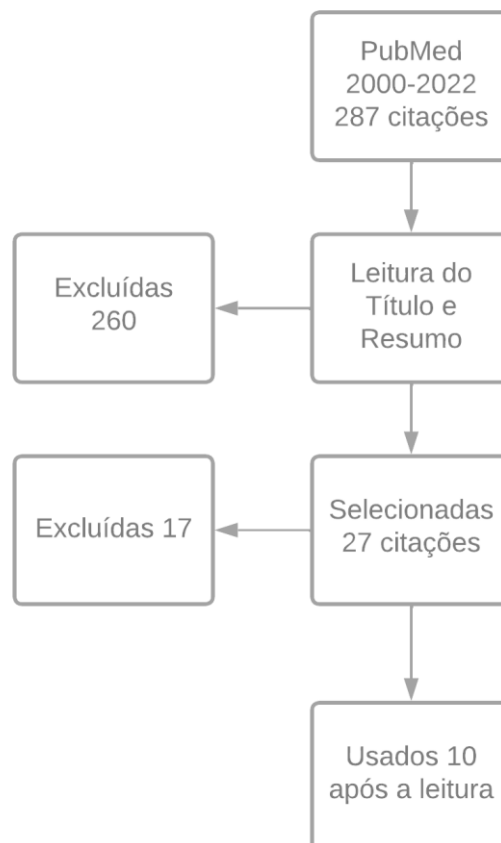 PubMed
2000-2022
287 citações
Excluídas
260
Leitura do
Título e
Resumo
Excluídas 17
Selecionadas
27 citações
Usados 10
após a leitura